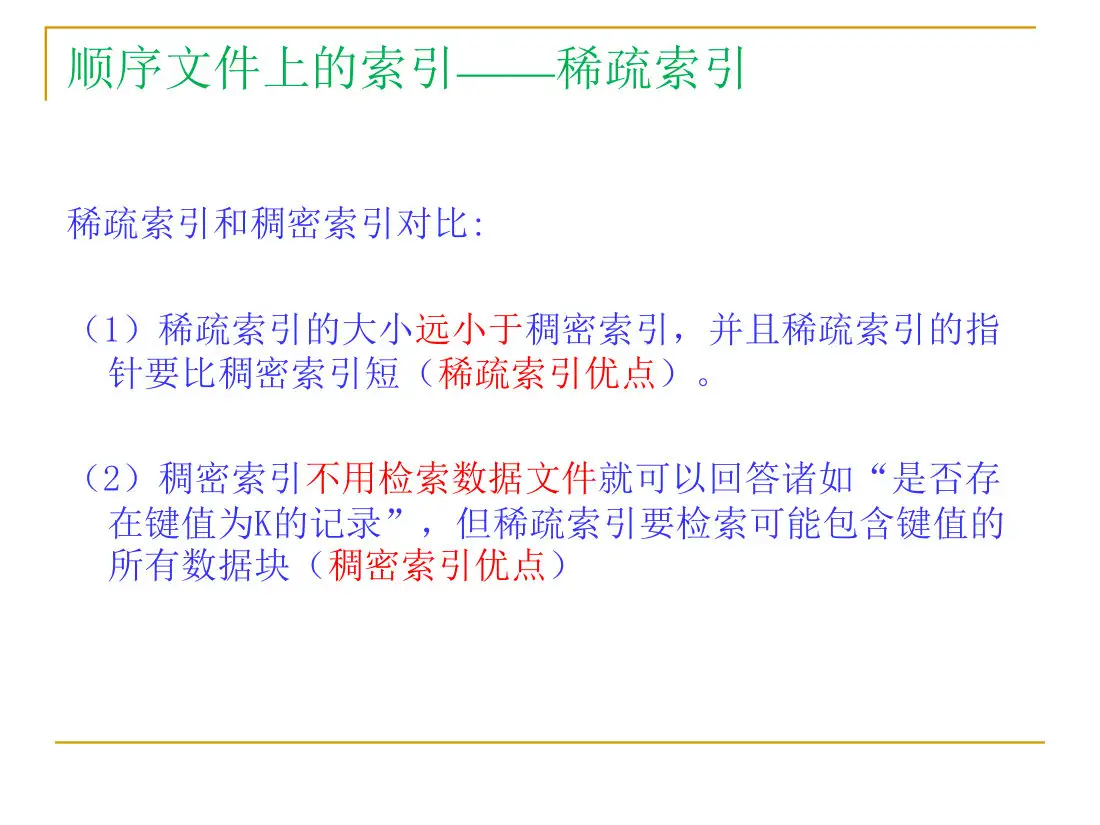 顺序文件上的索引——稀疏索引
稀疏索引和稠密索引对比:
（1）稀疏索引的大小远小于稠密索引，并且稀疏索引的指
针要比稠密索引短（稀疏索引优点）。
（2）稠密索引不用检索数据文件就可以回答诸如“是否存
在键值为K的记录”，但稀疏索引要检索可能包含键值的
所有数据块（稠密索引优点）